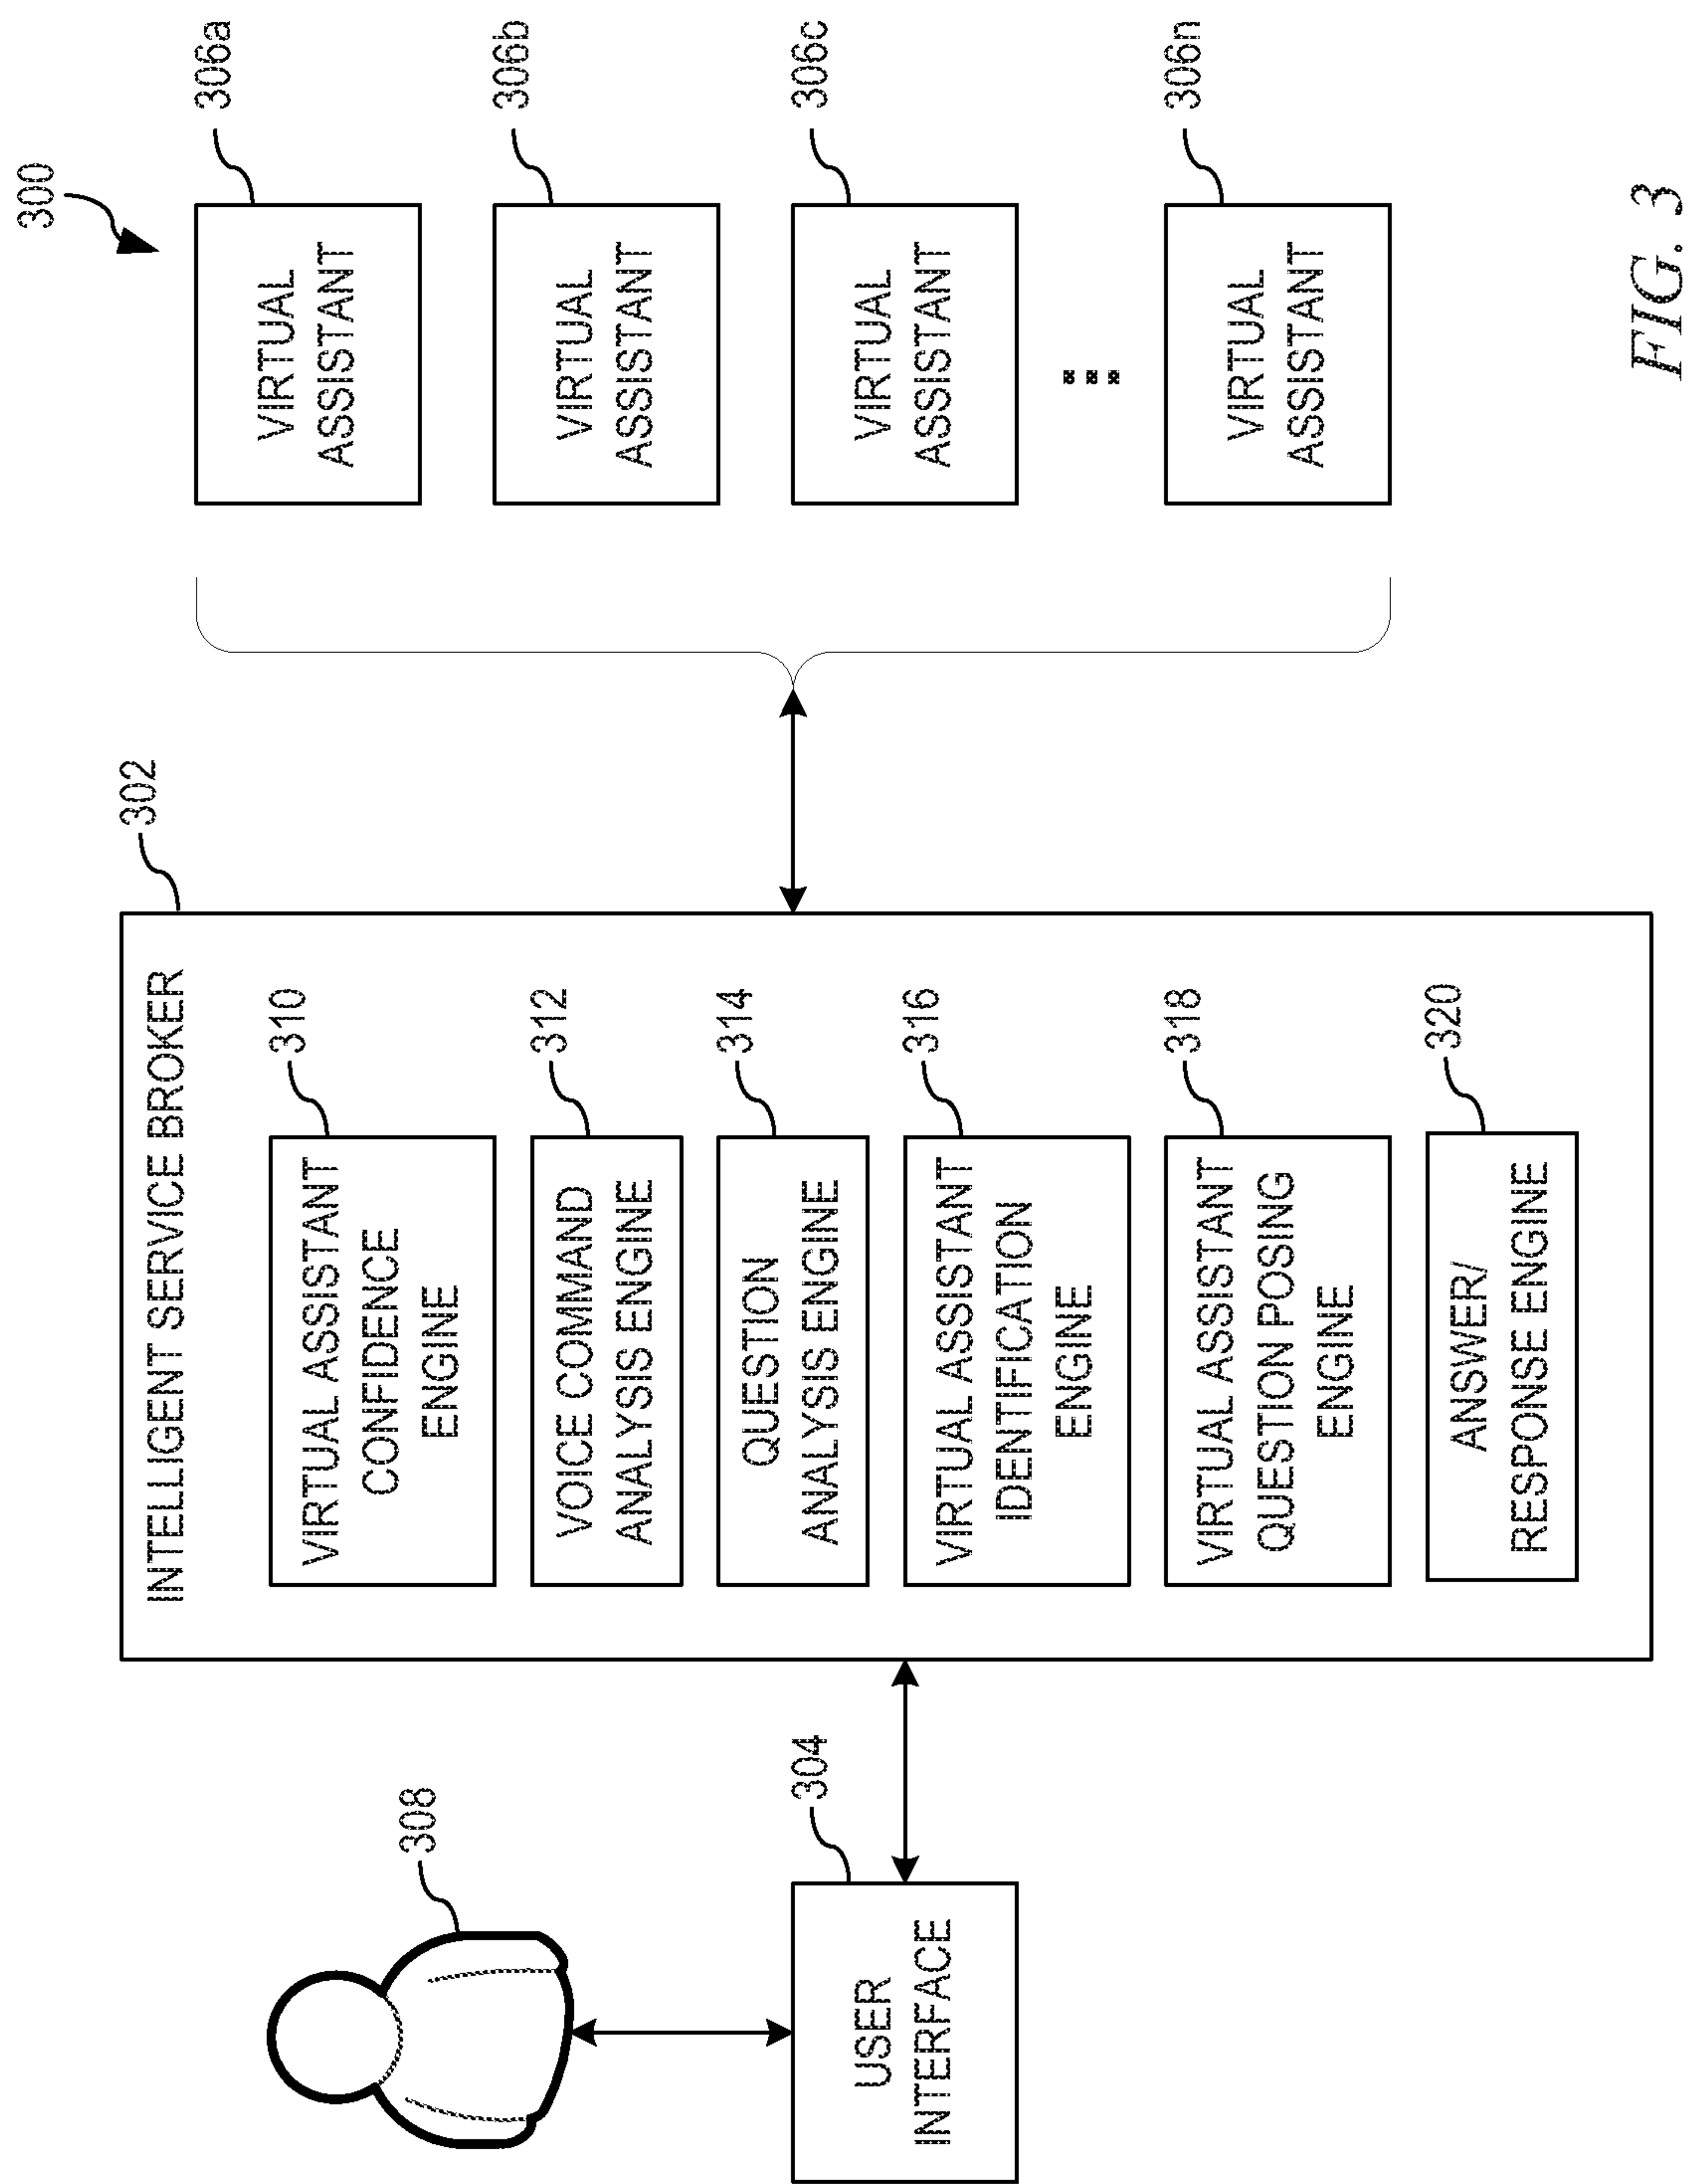 300
308
304
USER
INTERFACE
302
INTELLIGENT SERVICE BROKER
310
VIRTUAL ASSISTANT
CONFIDENCE
ENGINE
312
VOICE COMMAND
ANALYSIS ENGINE
314
QUESTION
ANALYSIS ENGINE
316
VIRTUAL ASSISTANT
IDENTIFICATION
ENGINE
318
VIRTUAL ASSISTANT
QUESTION POSING
ENGINE
320
ANSWER/
RESPONSE ENGINE
306a
VIRTUAL
ASSISTANT
306b
VIRTUAL
ASSISTANT
306c
VIRTUAL
ASSISTANT
...
306n
VIRTUAL
ASSISTANT
FIG. 3